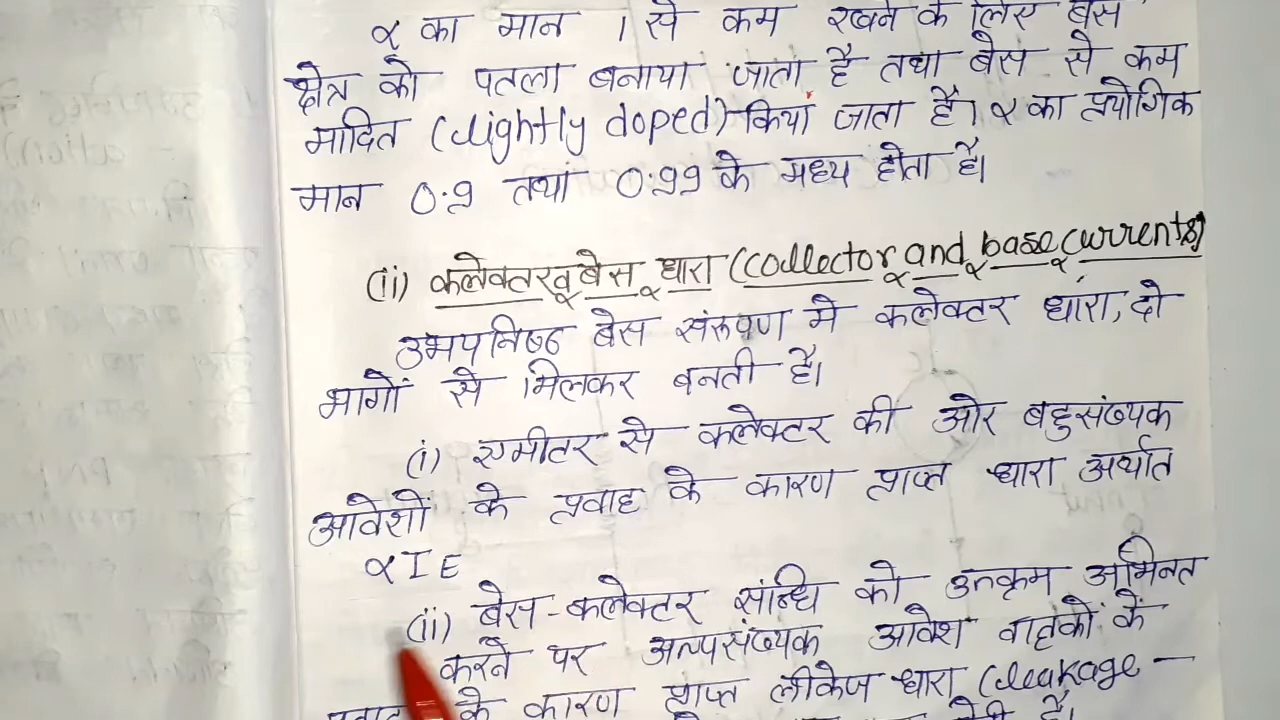 α का मान 1 से कम रखने के लिए बेस
क्षेत्र को पतला बनाया जाता है तथा बेस से कम
मादित (lightly doped) किया जाता है। α का प्रयोगिक
मान 0.9 तथा 0.99 के मध्य होता है।
(ii) कलेक्टर व बेस धारा (collector and base currents)
उभयनिष्ठ बेस संरूपण में कलेक्टर धारा, दो
भागों से मिलकर बनती है।
(i) एमीटर से कलेक्टर की ओर बहुसंख्यक
आवेशों के प्रवाह के कारण प्राप्त धारा अर्थात
αIE
(ii) बेस-कलेक्टर संन्धि को उत्क्रम अभिनत
करने पर अल्पसंख्यक आवेश वाहकों के
के कारण प्राप्त लीकेज धारा (leakage-